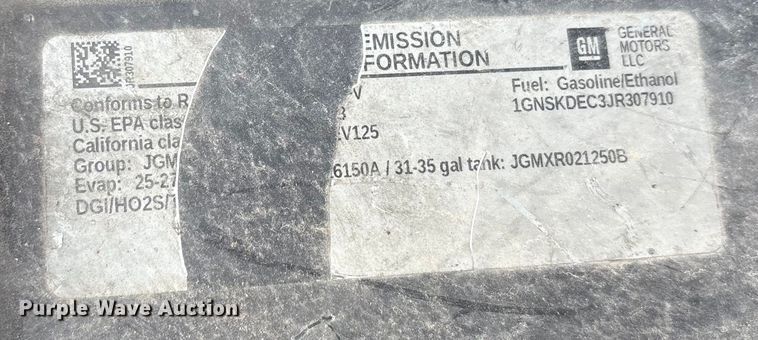 JR307910
EMISSION
FORMATION
GM
GENERAL
MOTORS
LLC
Conforms to R V Fuel: Gasoline/Ethanol
U.S. EPA clas 3 1GNSKDEC3JR307910
California cla V125
Group: JGM
Evap: 25-27 6150A / 31-35 gal tank: JGMXR021250B
DGI/HO2S/
Purple Wave Auction